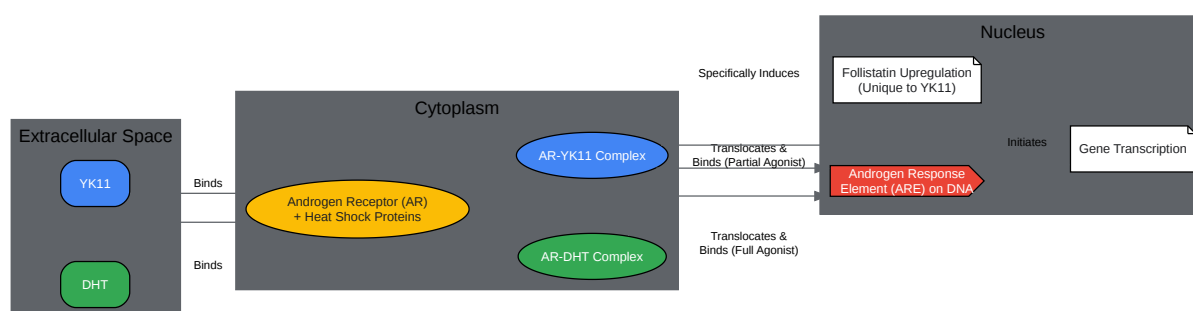 Extracellular Space
YK11
DHT
Binds
Binds
Cytoplasm
Androgen Receptor (AR)
+ Heat Shock Proteins
AR-YK11 Complex
AR-DHT Complex
Specifically Induces
Translocates &
Binds (Partial Agonist)
Translocates &
Binds (Full Agonist)
Nucleus
Follistatin Upregulation
(Unique to YK11)
Androgen Response
Element (ARE) on DNA
Initiates
Gene Transcription